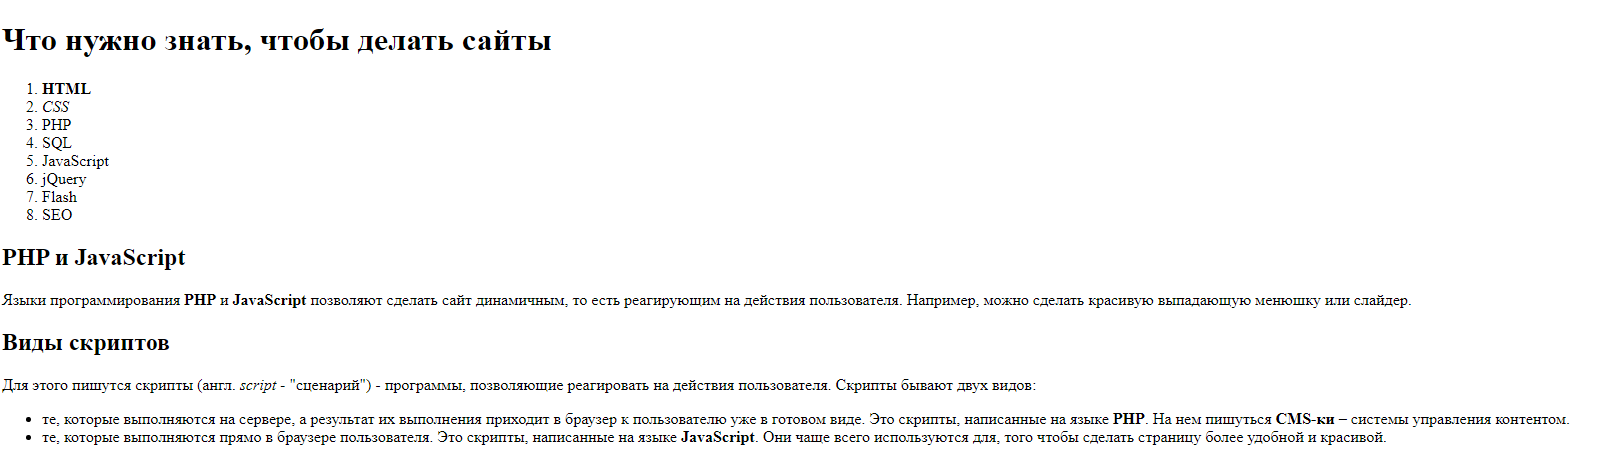 Что нужно знать, чтобы делать сайты
1. HTML
2. CSS
3. PHP
4. SQL
5. JavaScript
6. jQuery
7. Flash
8. SEO
PHP и JavaScript
Языки программирования PHP и JavaScript позволяют сделать сайт динамичным, то есть реагирующим на действия пользователя. Например, можно сделать красивую выпадающую менюшку или слайдер.
Виды скриптов
Для этого пишутся скрипты (англ. script - "сценарий") - программы, позволяющие реагировать на действия пользователя. Скрипты бывают двух видов:
• те, которые выполняются на сервере, а результат их выполнения приходит в браузер к пользователю уже в готовом виде. Это скрипты, написанные на языке PHP. На нем пишуться CMS-ки – системы управления контентом.
• те, которые выполняются прямо в браузере пользователя. Это скрипты, написанные на языке JavaScript. Они чаще всего используются для, того чтобы сделать страницу более удобной и красивой.